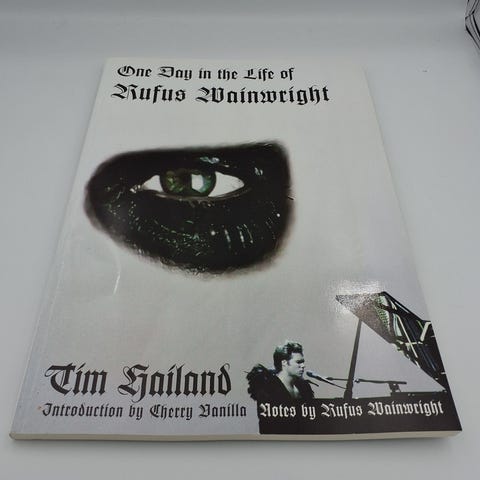 One Day in the Life of
Rufus Wainwright
Tim Hailand
Introduction by Cherry Vanilla
Notes by Rufus Wainwright